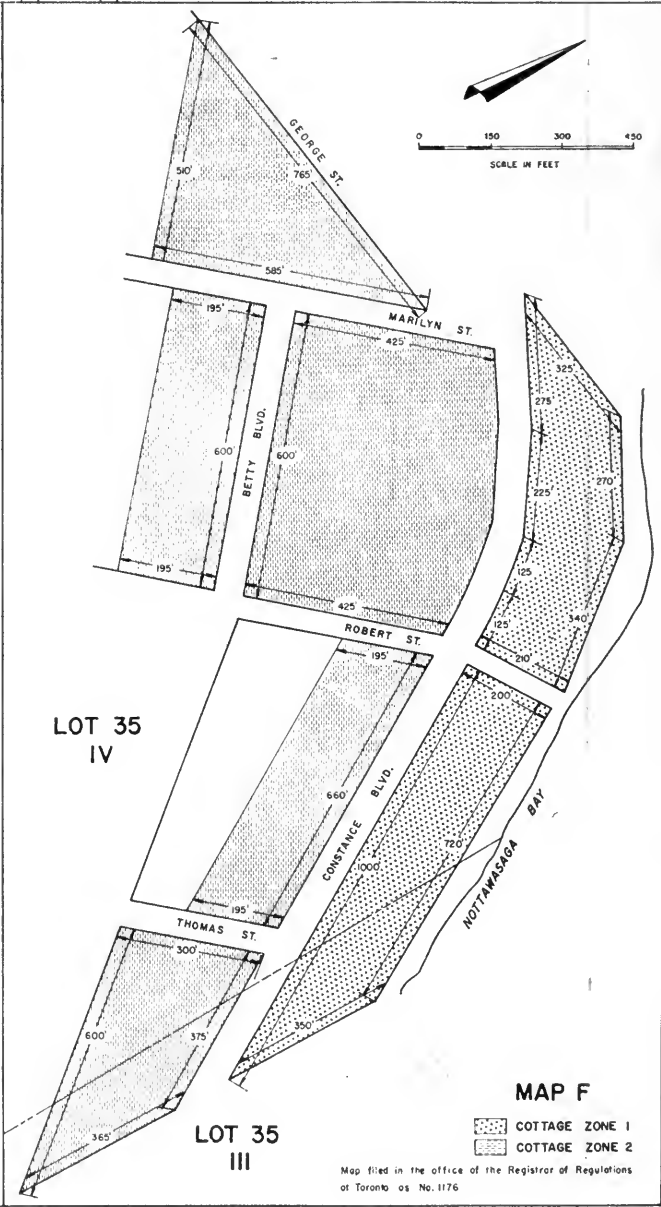 GEORGE ST.
510'
765'
585'
0 150 300 450
SCALE IN FEET
195'
MARILYN ST.
425'
325'
275'
600'
BETTY BLVD.
600'
270'
225'
195'
425'
125'
125'
340'
210'
ROBERT ST.
195'
200'
LOT 35
IV
660'
CONSTANCE BLVD.
1000'
720'
NOTTAWASAGA BAY
195'
THOMAS ST.
300'
600'
375'
350'
365'
LOT 35
III
MAP F
COTTAGE ZONE 1
COTTAGE ZONE 2
Map filed in the office of the Registrar of Regulations
at Toronto as No. 1176